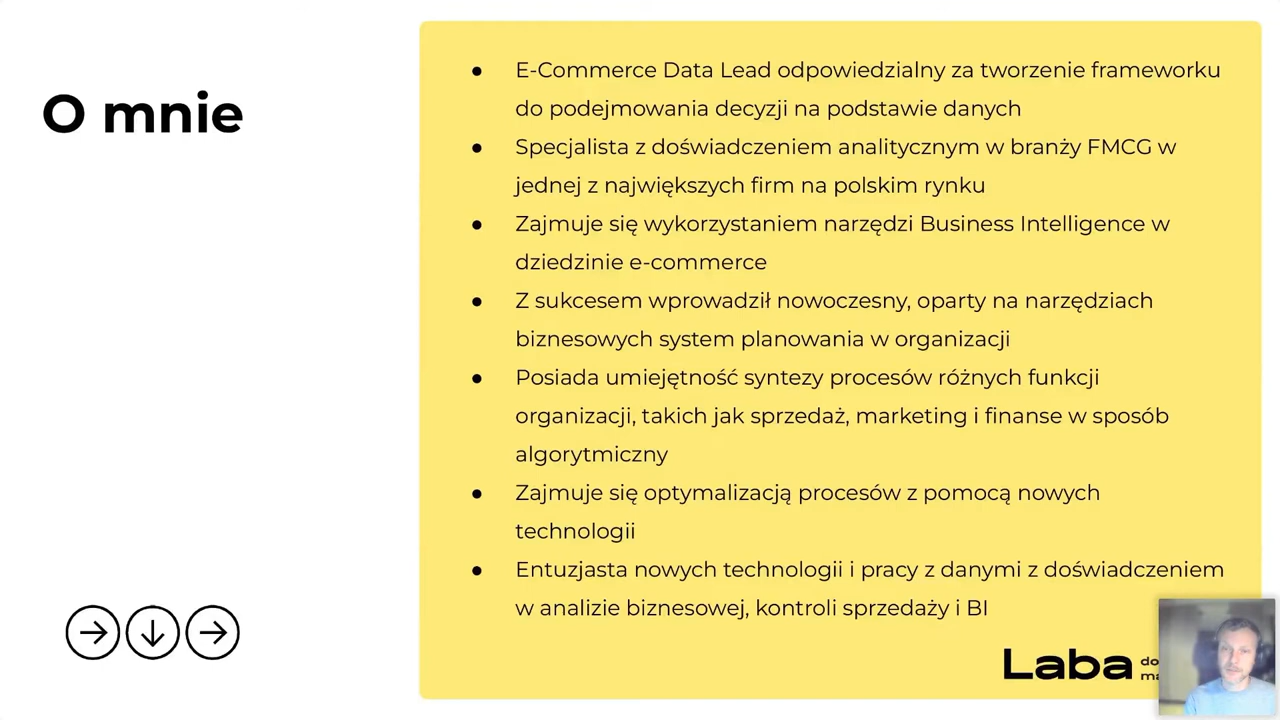 O mnie
● E-Commerce Data Lead odpowiedzialny za tworzenie frameworku
do podejmowania decyzji na podstawie danych
● Specjalista z doświadczeniem analitycznym w branży FMCG w
jednej z największych firm na polskim rynku
● Zajmuje się wykorzystaniem narzędzi Business Intelligence w
dziedzinie e-commerce
● Z sukcesem wprowadził nowoczesny, oparty na narzędziach
biznesowych system planowania w organizacji
● Posiada umiejętność syntezy procesów różnych funkcji
organizacji, takich jak sprzedaż, marketing i finanse w sposób
algorytmiczny
● Zajmuje się optymalizacją procesów z pomocą nowych
technologii
● Entuzjasta nowych technologii i pracy z danymi z doświadczeniem
w analizie biznesowej, kontroli sprzedaży i BI
Laba